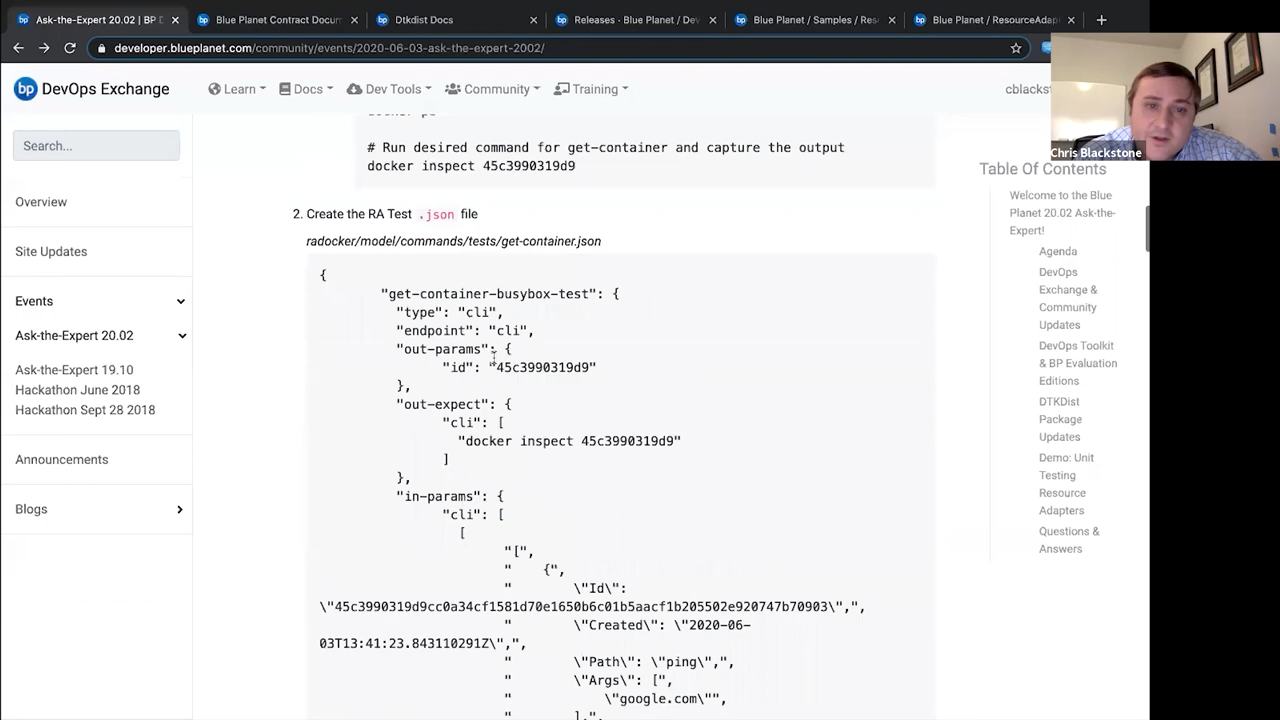 Ask-the-Expert 20.02 | BP D
Blue Planet Contract Docum
Dtkdist Docs
Releases · Blue Planet / Dev
Blue Planet / Samples / Res
Blue Planet / ResourceAdap
developer.blueplanet.com/community/events/2020-06-03-ask-the-expert-2002/
bp DevOps Exchange
Learn
Docs
Dev Tools
Community
Training
cblackst
Chris Blackstone
Search...
Overview
Site Updates
Events
Ask-the-Expert 20.02
Ask-the-Expert 19.10
Hackathon June 2018
Hackathon Sept 28 2018
Announcements
Blogs
docker ps
# Run desired command for get-container and capture the output
docker inspect 45c3990319d9
2. Create the RA Test .json file
radocker/model/commands/tests/get-container.json
{
"get-container-busybox-test": {
"type": "cli",
"endpoint": "cli",
"out-params": {
"id": "45c3990319d9"
},
"out-expect": {
"cli": [
"docker inspect 45c3990319d9"
]
},
"in-params": {
"cli": [
[
"[",
"    {",
"        \"Id\":
\"45c3990319d9cc0a34cf1581d70e1650b6c01b5aacf1b205502e920747b70903\",",
"        \"Created\": \"2020-06-
03T13:41:23.843110291Z\",",
"        \"Path\": \"ping\",",
"        \"Args\": [",
"            \"google.com\"",
"        ],",
Table Of Contents
Welcome to the Blue
Planet 20.02 Ask-the-
Expert!
Agenda
DevOps
Exchange &
Community
Updates
DevOps Toolkit
& BP Evaluation
Editions
DTKDist
Package
Updates
Demo: Unit
Testing
Resource
Adapters
Questions &
Answers